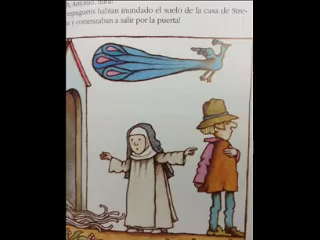 Antonio, mira!
espaguetis habían inundado el suelo de la casa de Stre-
a y comenzaban a salir por la puerta!